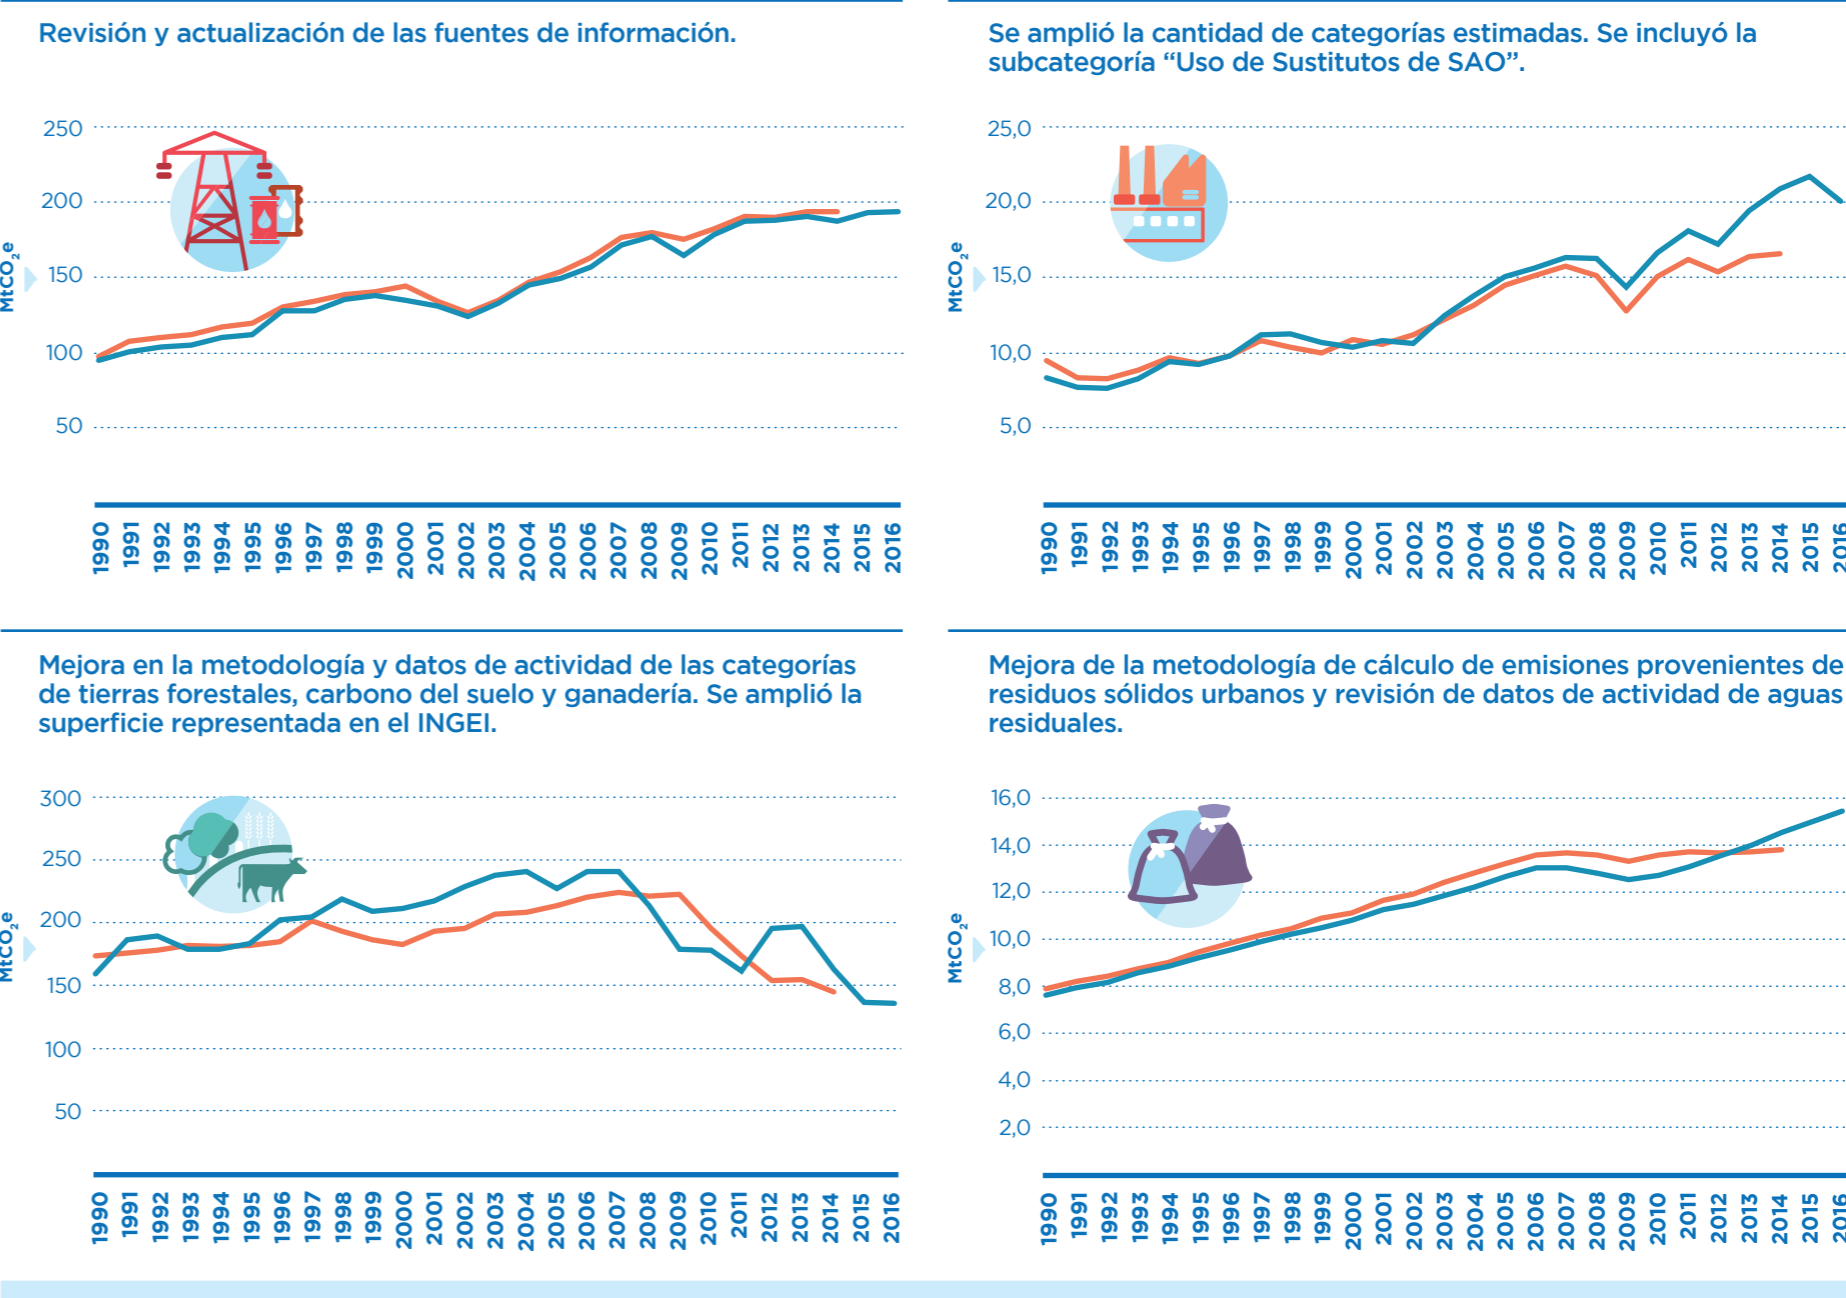 Revisión y actualización de las fuentes de información.
250
200
150
100
50
MtCO₂e
1990 1991 1992 1993 1994 1995 1996 1997 1998 1999 2000 2001 2002 2003 2004 2005 2006 2007 2008 2009 2010 2011 2012 2013 2014 2015 2016
Se amplió la cantidad de categorías estimadas. Se incluyó la
subcategoría “Uso de Sustitutos de SAO”.
25,0
20,0
15,0
10,0
5,0
MtCO₂e
1990 1991 1992 1993 1994 1995 1996 1997 1998 1999 2000 2001 2002 2003 2004 2005 2006 2007 2008 2009 2010 2011 2012 2013 2014 2015 2016
Mejora en la metodología y datos de actividad de las categorías
de tierras forestales, carbono del suelo y ganadería. Se amplió la
superficie representada en el INGEI.
300
250
200
150
100
50
MtCO₂e
1990 1991 1992 1993 1994 1995 1996 1997 1998 1999 2000 2001 2002 2003 2004 2005 2006 2007 2008 2009 2010 2011 2012 2013 2014 2015 2016
Mejora de la metodología de cálculo de emisiones provenientes de
residuos sólidos urbanos y revisión de datos de actividad de aguas
residuales.
16,0
14,0
12,0
10,0
8,0
6,0
4,0
2,0
MtCO₂e
1990 1991 1992 1993 1994 1995 1996 1997 1998 1999 2000 2001 2002 2003 2004 2005 2006 2007 2008 2009 2010 2011 2012 2013 2014 2015 2016